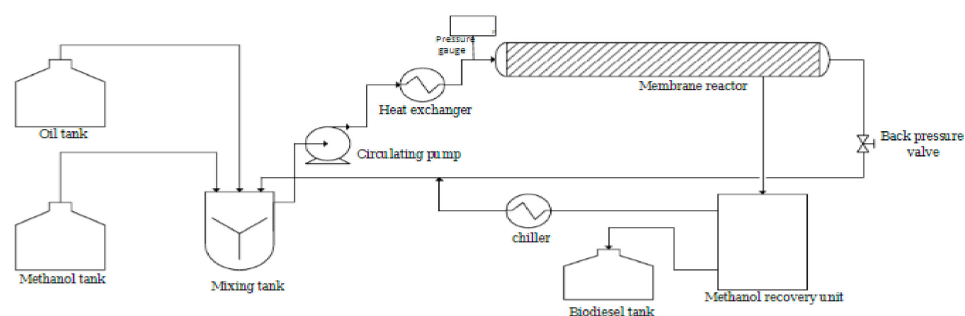 Pressure
gauge
Membrane reactor
Heat exchanger
Oil tank
Circulating pump
Back pressure
valve
chiller
Methanol tank
Mixing tank
Biodiesel tank
Methanol recovery unit